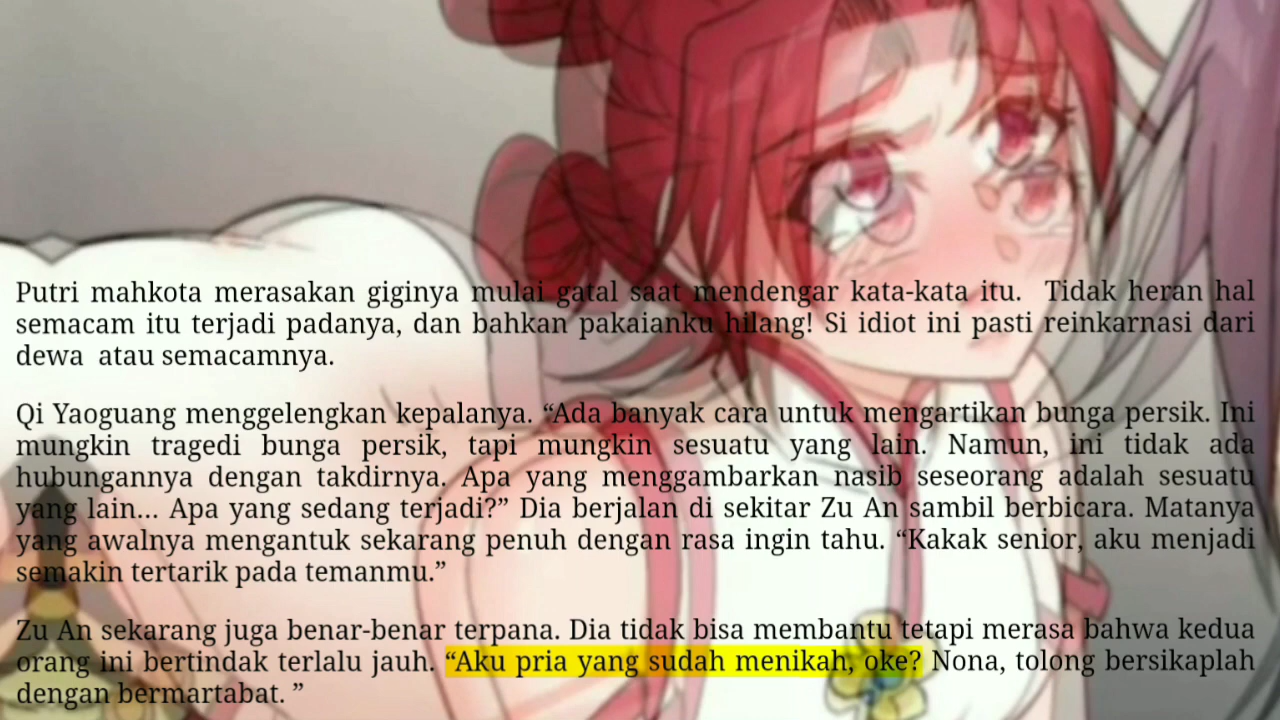 Putri mahkota merasakan giginya mulai gatal saat mendengar kata-kata itu. Tidak heran hal
semacam itu terjadi padanya, dan bahkan pakaianku hilang! Si idiot ini pasti reinkarnasi dari
dewa atau semacamnya.
Qi Yaoguang menggelengkan kepalanya. “Ada banyak cara untuk mengartikan bunga persik. Ini
mungkin tragedi bunga persik, tapi mungkin sesuatu yang lain. Namun, ini tidak ada
hubungannya dengan takdirnya. Apa yang menggambarkan nasib seseorang adalah sesuatu
yang lain... Apa yang sedang terjadi?” Dia berjalan di sekitar Zu An sambil berbicara. Matanya
yang awalnya mengantuk sekarang penuh dengan rasa ingin tahu. “Kakak senior, aku menjadi
semakin tertarik pada temanmu.”
Zu An sekarang juga benar-benar terpana. Dia tidak bisa membantu tetapi merasa bahwa kedua
orang ini bertindak terlalu jauh. “Aku pria yang sudah menikah, oke? Nona, tolong bersikaplah
dengan bermartabat. ”